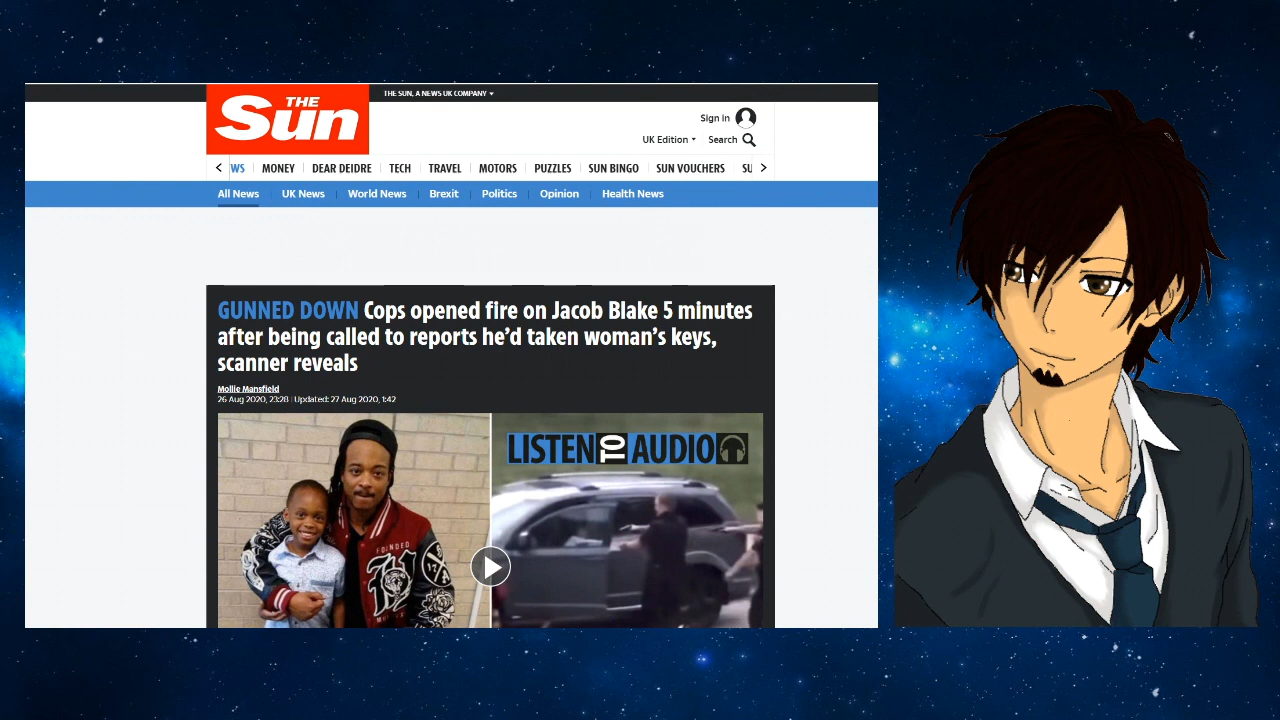 THE SUN, A NEWS UK COMPANY
THE
Sun
Sign in
UK Edition
Search
WS
MONEY
DEAR DEIDRE
TECH
TRAVEL
MOTORS
PUZZLES
SUN BINGO
SUN VOUCHERS
SU
All News
UK News
World News
Brexit
Politics
Opinion
Health News
GUNNED DOWN Cops opened fire on Jacob Blake 5 minutes
after being called to reports he’d taken woman’s keys,
scanner reveals
Mollie Mansfield
26 Aug 2020, 23:28 | Updated: 27 Aug 2020, 1:42
LISTEN TO AUDIO
FOUNDED